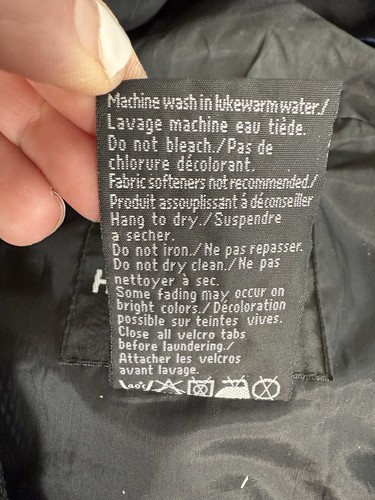 Machine wash in lukewarm water./
Lavage machine eau tiède.
Do not bleach./Pas de
chlorure décolorant.
Fabric softeners not recommended./
Produit assouplissant à déconseiller
Hang to dry./Suspendre
a secher.
Do not iron./Ne pas repasser.
Do not dry clean./Ne pas
nettoyer à sec.
Some fading may occur on
bright colors./Décoloration
possible sur teintes vives.
Close all velcro tabs
before laundering./
Attacher les velcros
avant lavage.
H